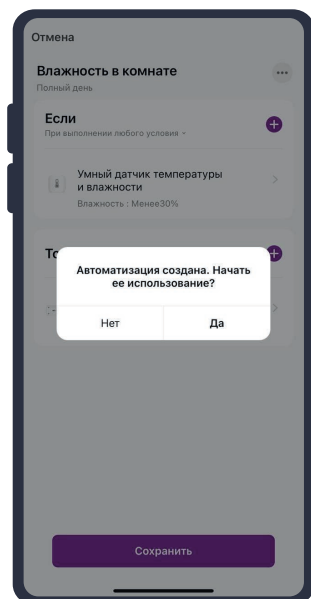 Отмена
Влажность в комнате
Полный день
Если
При выполнении любого условия
Умный датчик температуры
и влажности
Влажность : Менее30%
То
Автоматизация создана. Начать
ее использование?
Нет
Да
Сохранить